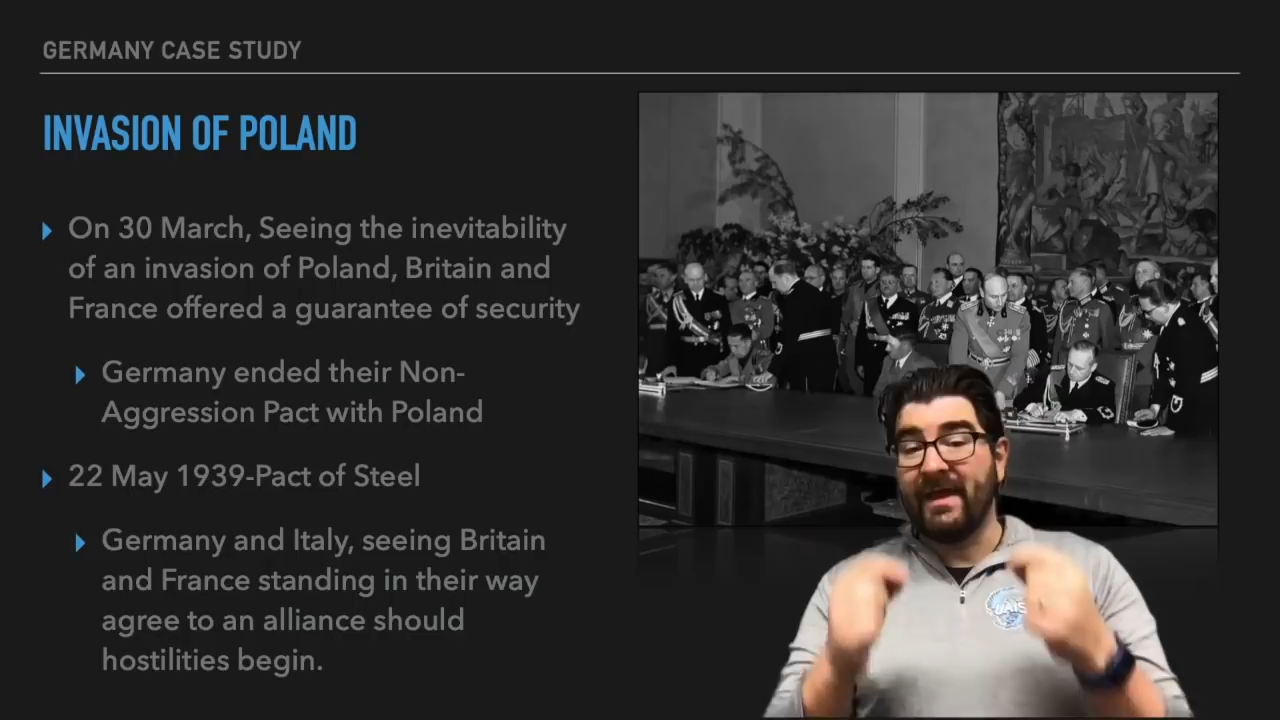 GERMANY CASE STUDY
INVASION OF POLAND
On 30 March, Seeing the inevitability
of an invasion of Poland, Britain and
France offered a guarantee of security
Germany ended their Non-
Aggression Pact with Poland
22 May 1939-Pact of Steel
Germany and Italy, seeing Britain
and France standing in their way
agree to an alliance should
hostilities begin.